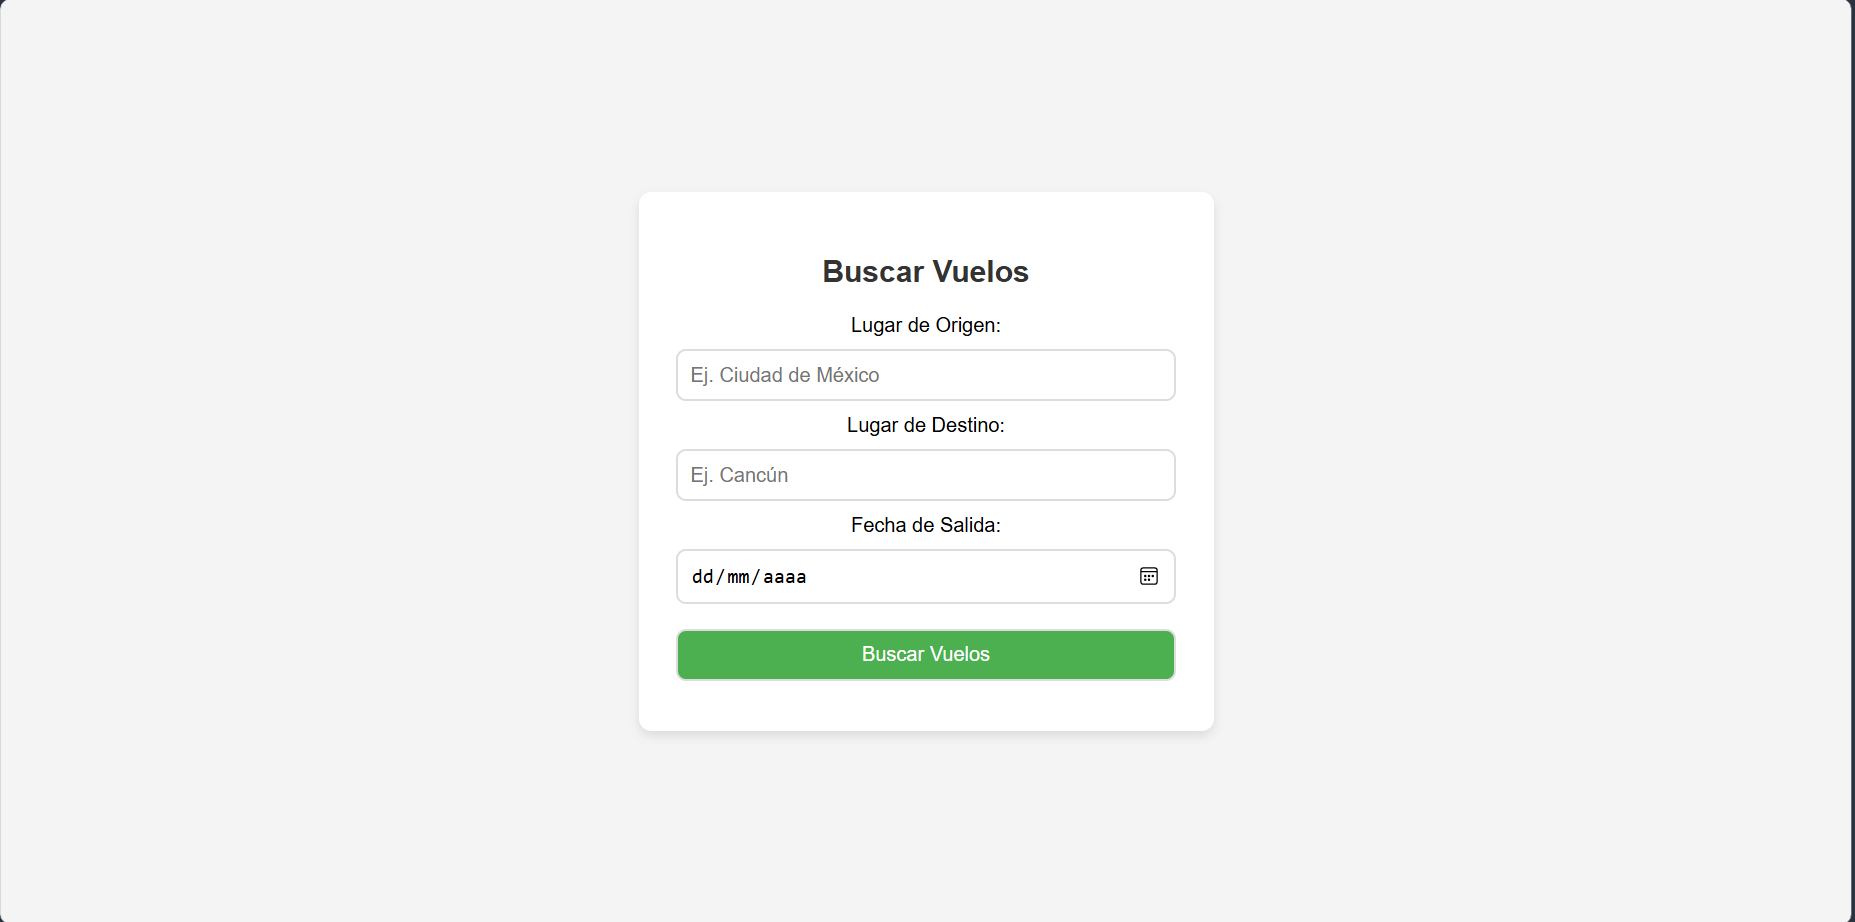 Buscar Vuelos
Lugar de Origen:
Ej. Ciudad de México
Lugar de Destino:
Ej. Cancún
Fecha de Salida:
dd/mm/aaaa
Buscar Vuelos